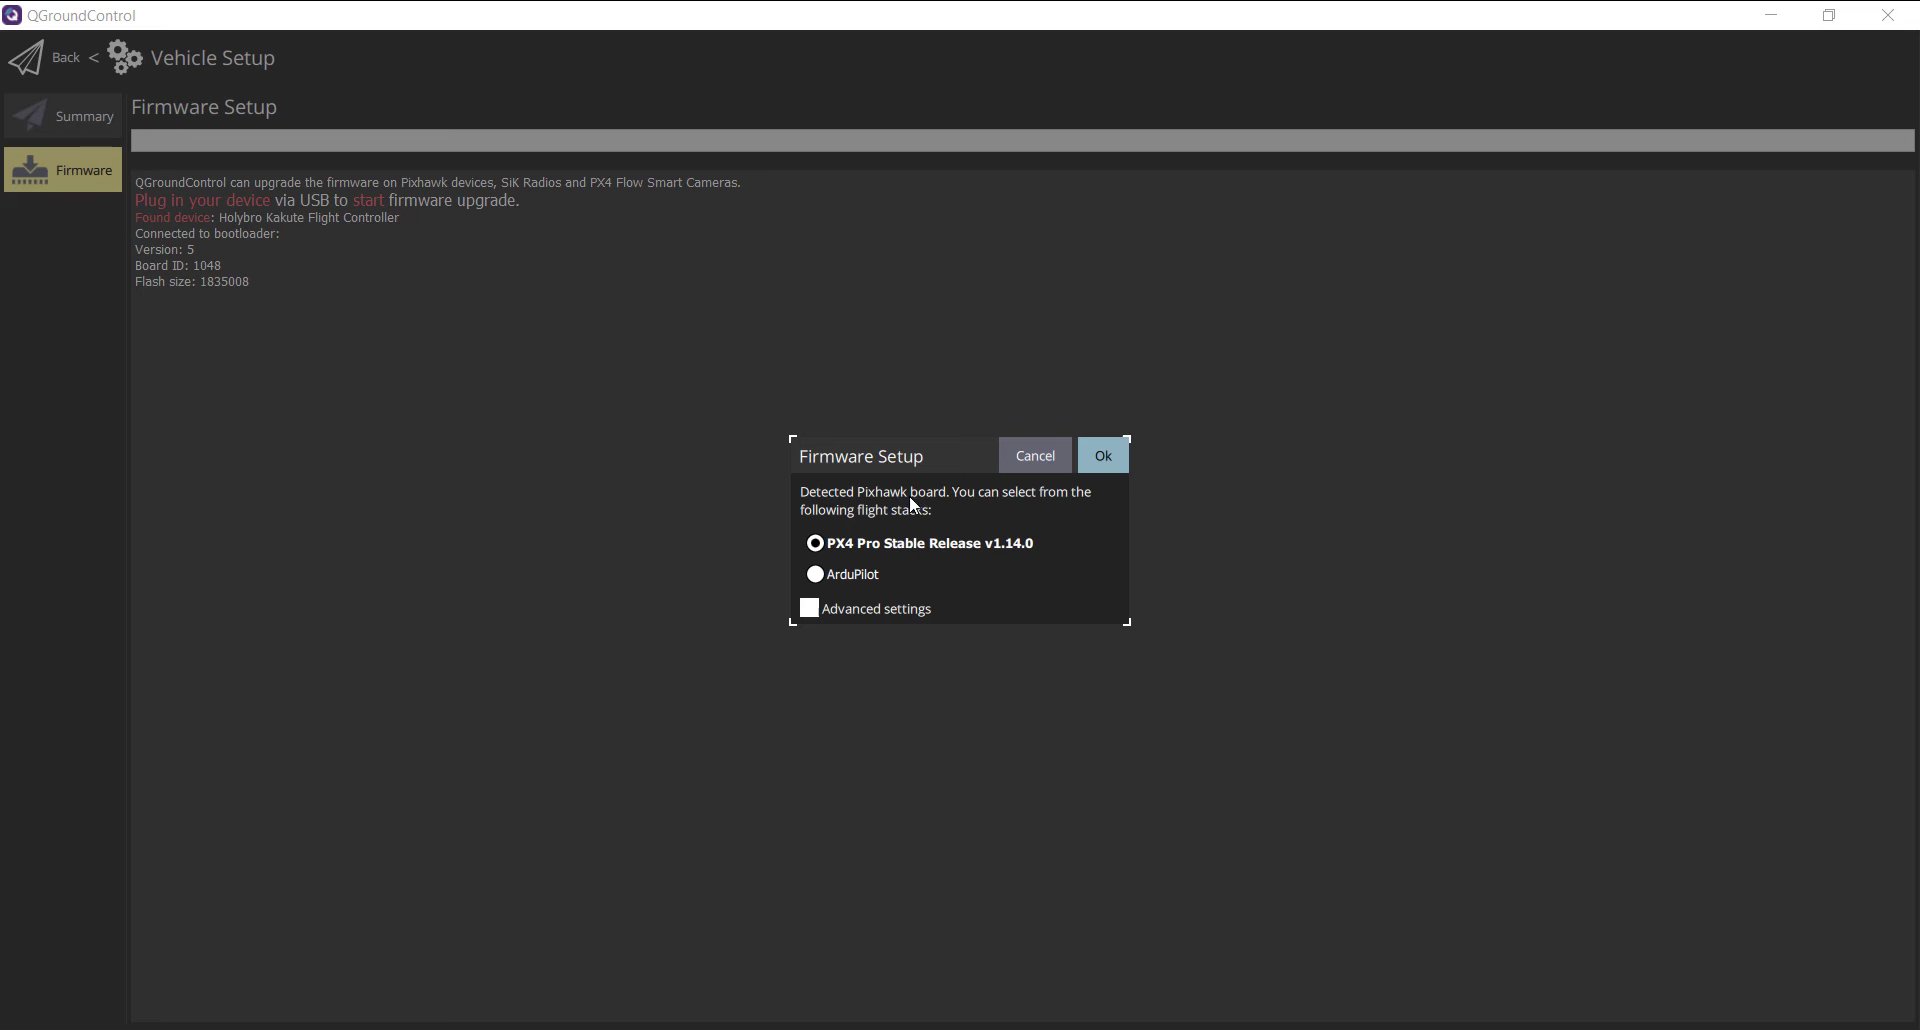 QGroundControl
Back < Vehicle Setup
Summary
Firmware
Firmware Setup
QGroundControl can upgrade the firmware on Pixhawk devices, SiK Radios and PX4 Flow Smart Cameras.
Plug in your device via USB to start firmware upgrade.
Found device: Holybro Kakute Flight Controller
Connected to bootloader:
Version: 5
Board ID: 1048
Flash size: 1835008
Firmware Setup Cancel Ok
Detected Pixhawk board. You can select from the
following flight stacks:
PX4 Pro Stable Release v1.14.0
ArduPilot
Advanced settings